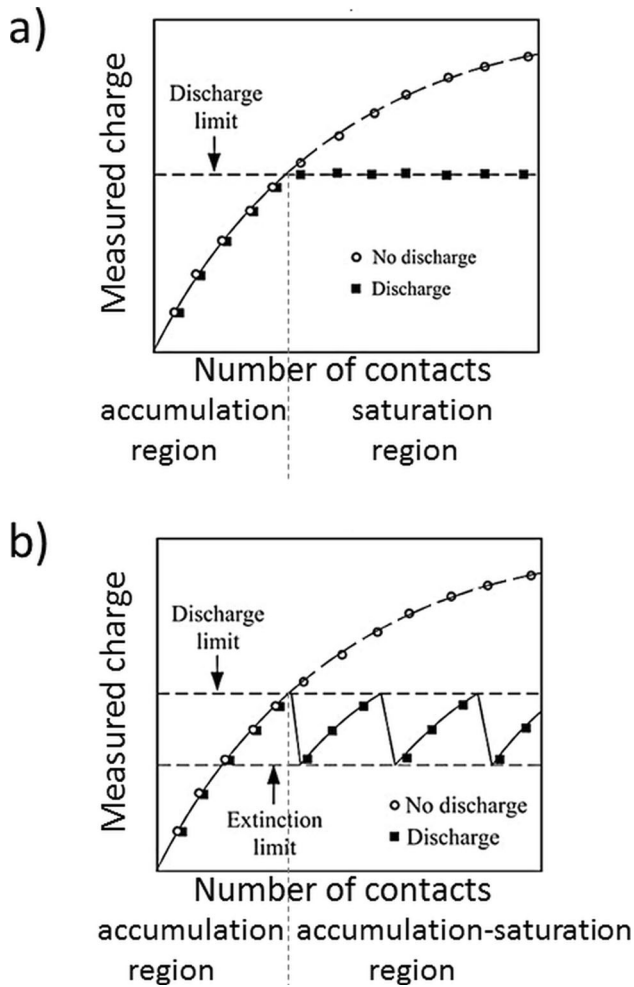 a)
Measured charge
Discharge
limit
No discharge
Discharge
Number of contacts
accumulation
region
saturation
region
b)
Measured charge
Discharge
limit
Extinction
limit
No discharge
Discharge
Number of contacts
accumulation
region
accumulation-saturation
region